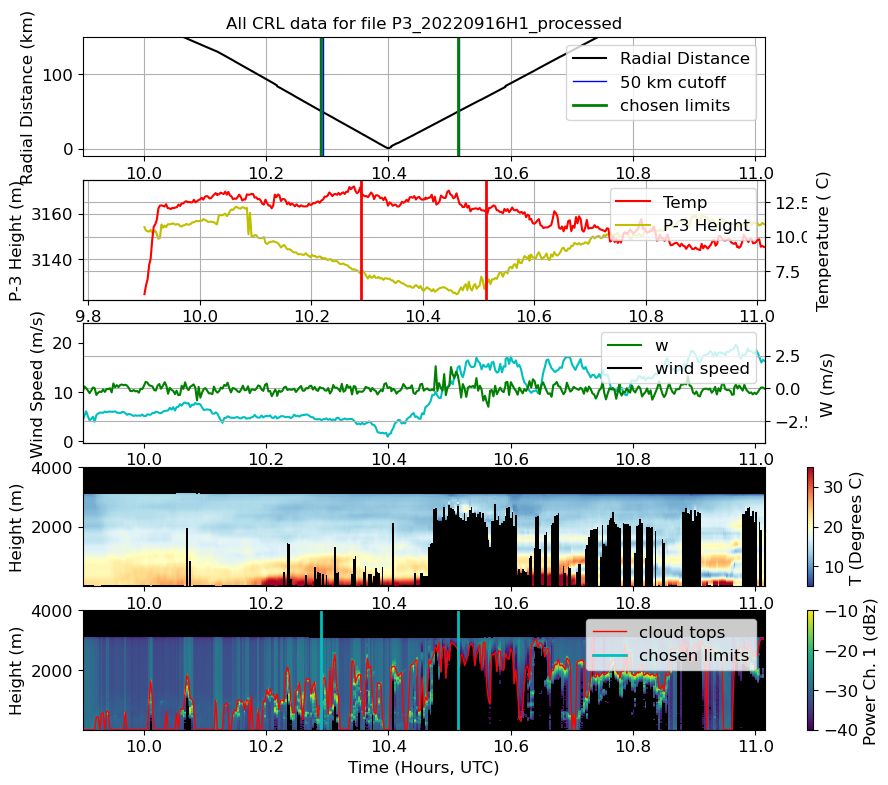 All CRL data for file P3_20220916H1_processed
Radial Distance (km)
100
0
Radial Distance
50 km cutoff
chosen limits
10.0 10.2 10.4 10.6 10.8 11.0
P-3 Height (m)
3160
3140
Temp
P-3 Height
12.5
10.0
7.5
Temperature ( C)
9.8 10.0 10.2 10.4 10.6 10.8 11.0
Wind Speed (m/s)
20
10
0
w
wind speed
2.5
0.0
−2.5
W (m/s)
10.0 10.2 10.4 10.6 10.8 11.0
Height (m)
4000
2000
30
20
10
T (Degrees C)
10.0 10.2 10.4 10.6 10.8 11.0
Height (m)
4000
2000
cloud tops
chosen limits
−10
−20
−30
−40
Power Ch. 1 (dBz)
10.0 10.2 10.4 10.6 10.8 11.0
Time (Hours, UTC)